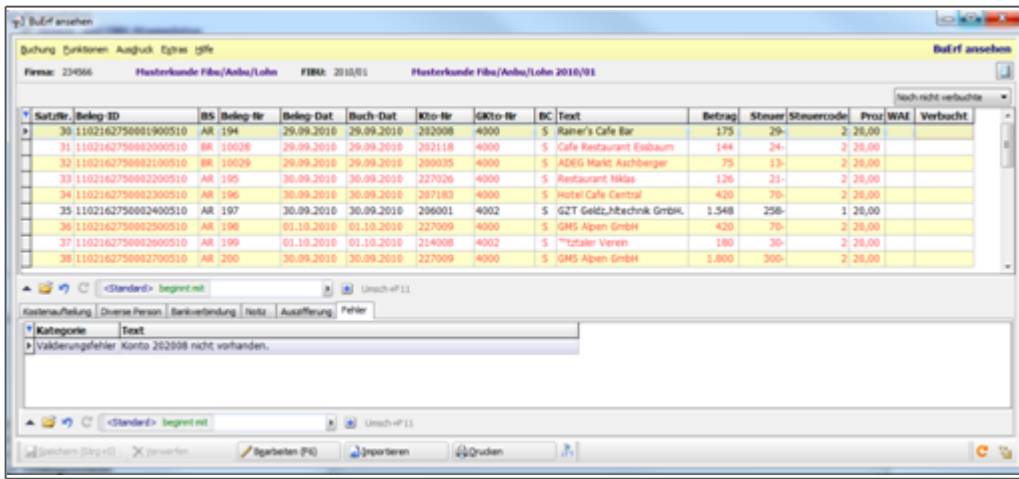 BuErf ansehen
Buchung Funktionen Ausdruck Extras Hilfe BuErf ansehen
Firma: 234566 Musterkunde Fibu/Anbu/Lohn FIBU: 2010/01 Musterkunde Fibu/Anbu/Lohn 2010/01
Noch nicht verbuchte
SatzNr. Beleg-ID BS Beleg-Nr Beleg-Dat Buch-Dat Kto-Nr GKto-Nr BC Text Betrag Steuer Steuercode Proz WAE Verbucht
30 1102162750001900510 AR 194 29.09.2010 29.09.2010 202008 4000 S Rainer's Cafe Bar 175 29- 2 20,00
31 1102162750002000510 BR 10028 29.09.2010 29.09.2010 202118 4000 S Cafe Restaurant Essbaum 144 24- 2 20,00
32 1102162750002100510 BR 10029 29.09.2010 29.09.2010 200035 4000 S ADEG Markt Aschberger 75 13- 2 20,00
33 1102162750002200510 AR 195 30.09.2010 30.09.2010 227026 4000 S Restaurant Niklas 126 21- 2 20,00
34 1102162750002300510 AR 196 30.09.2010 30.09.2010 207183 4000 S Hotel Cafe Central 420 70- 2 20,00
35 1102162750002400510 AR 197 30.09.2010 30.09.2010 206001 4002 S GZT Geldz„hltechnik GmbH. 1.548 258- 1 20,00
36 1102162750002500510 AR 198 01.10.2010 01.10.2010 227009 4000 S GMS Alpen GmbH 420 70- 2 20,00
37 1102162750002600510 AR 199 01.10.2010 01.10.2010 214008 4002 S ™tztaler Verein 180 30- 2 20,00
38 1102162750002700510 AR 200 30.09.2010 30.09.2010 227009 4000 S GMS Alpen GmbH 1.800 300- 2 20,00
<Standard> beginnt mit Umsch+F11
Kostenaufteilung Diverse Person Bankverbindung Notiz Ausziffferung Fehler
Kategorie Text
Validierungsfehler Konto 202008 nicht vorhanden.
<Standard> beginnt mit Umsch+F11
Speichern (Strg+S) Verwerfen Bearbeiten (F6) Importieren Drucken